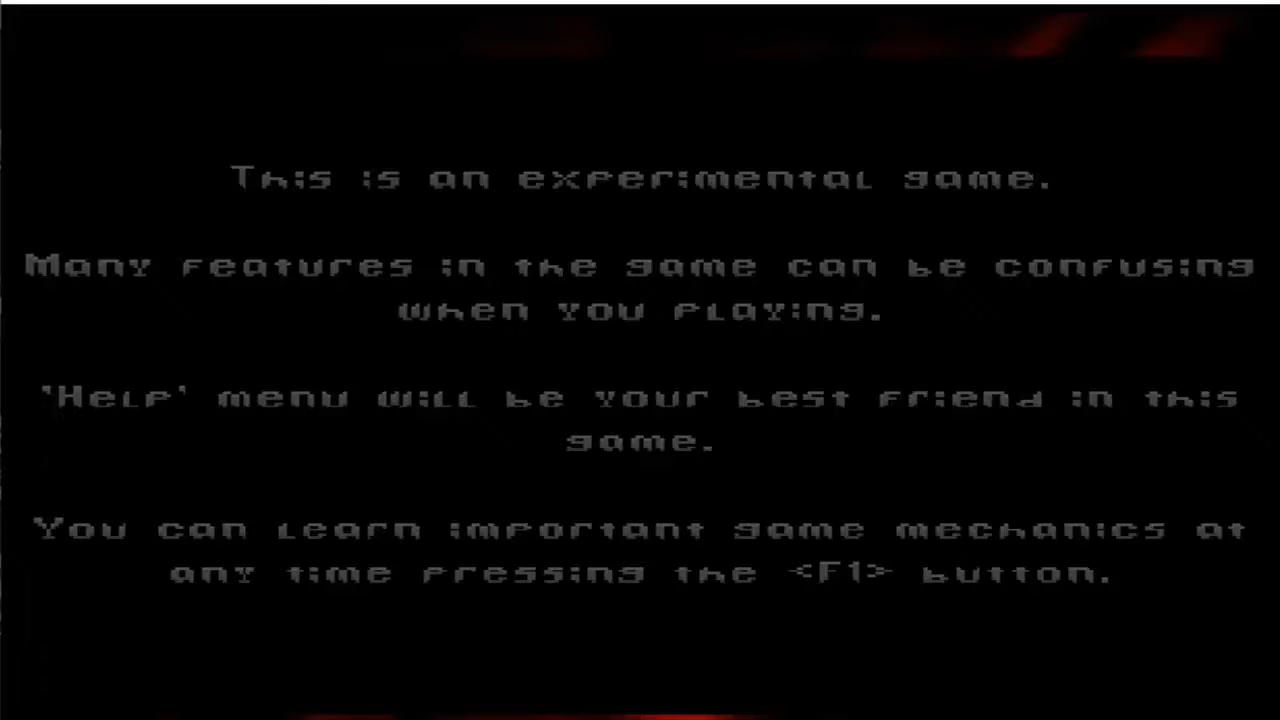 This is an experimental game.
Many features in the game can be confusing
when you playing.
'Help' menu will be your best friend in this
game.
You can learn important game mechanics at
any time pressing the <F1> button.